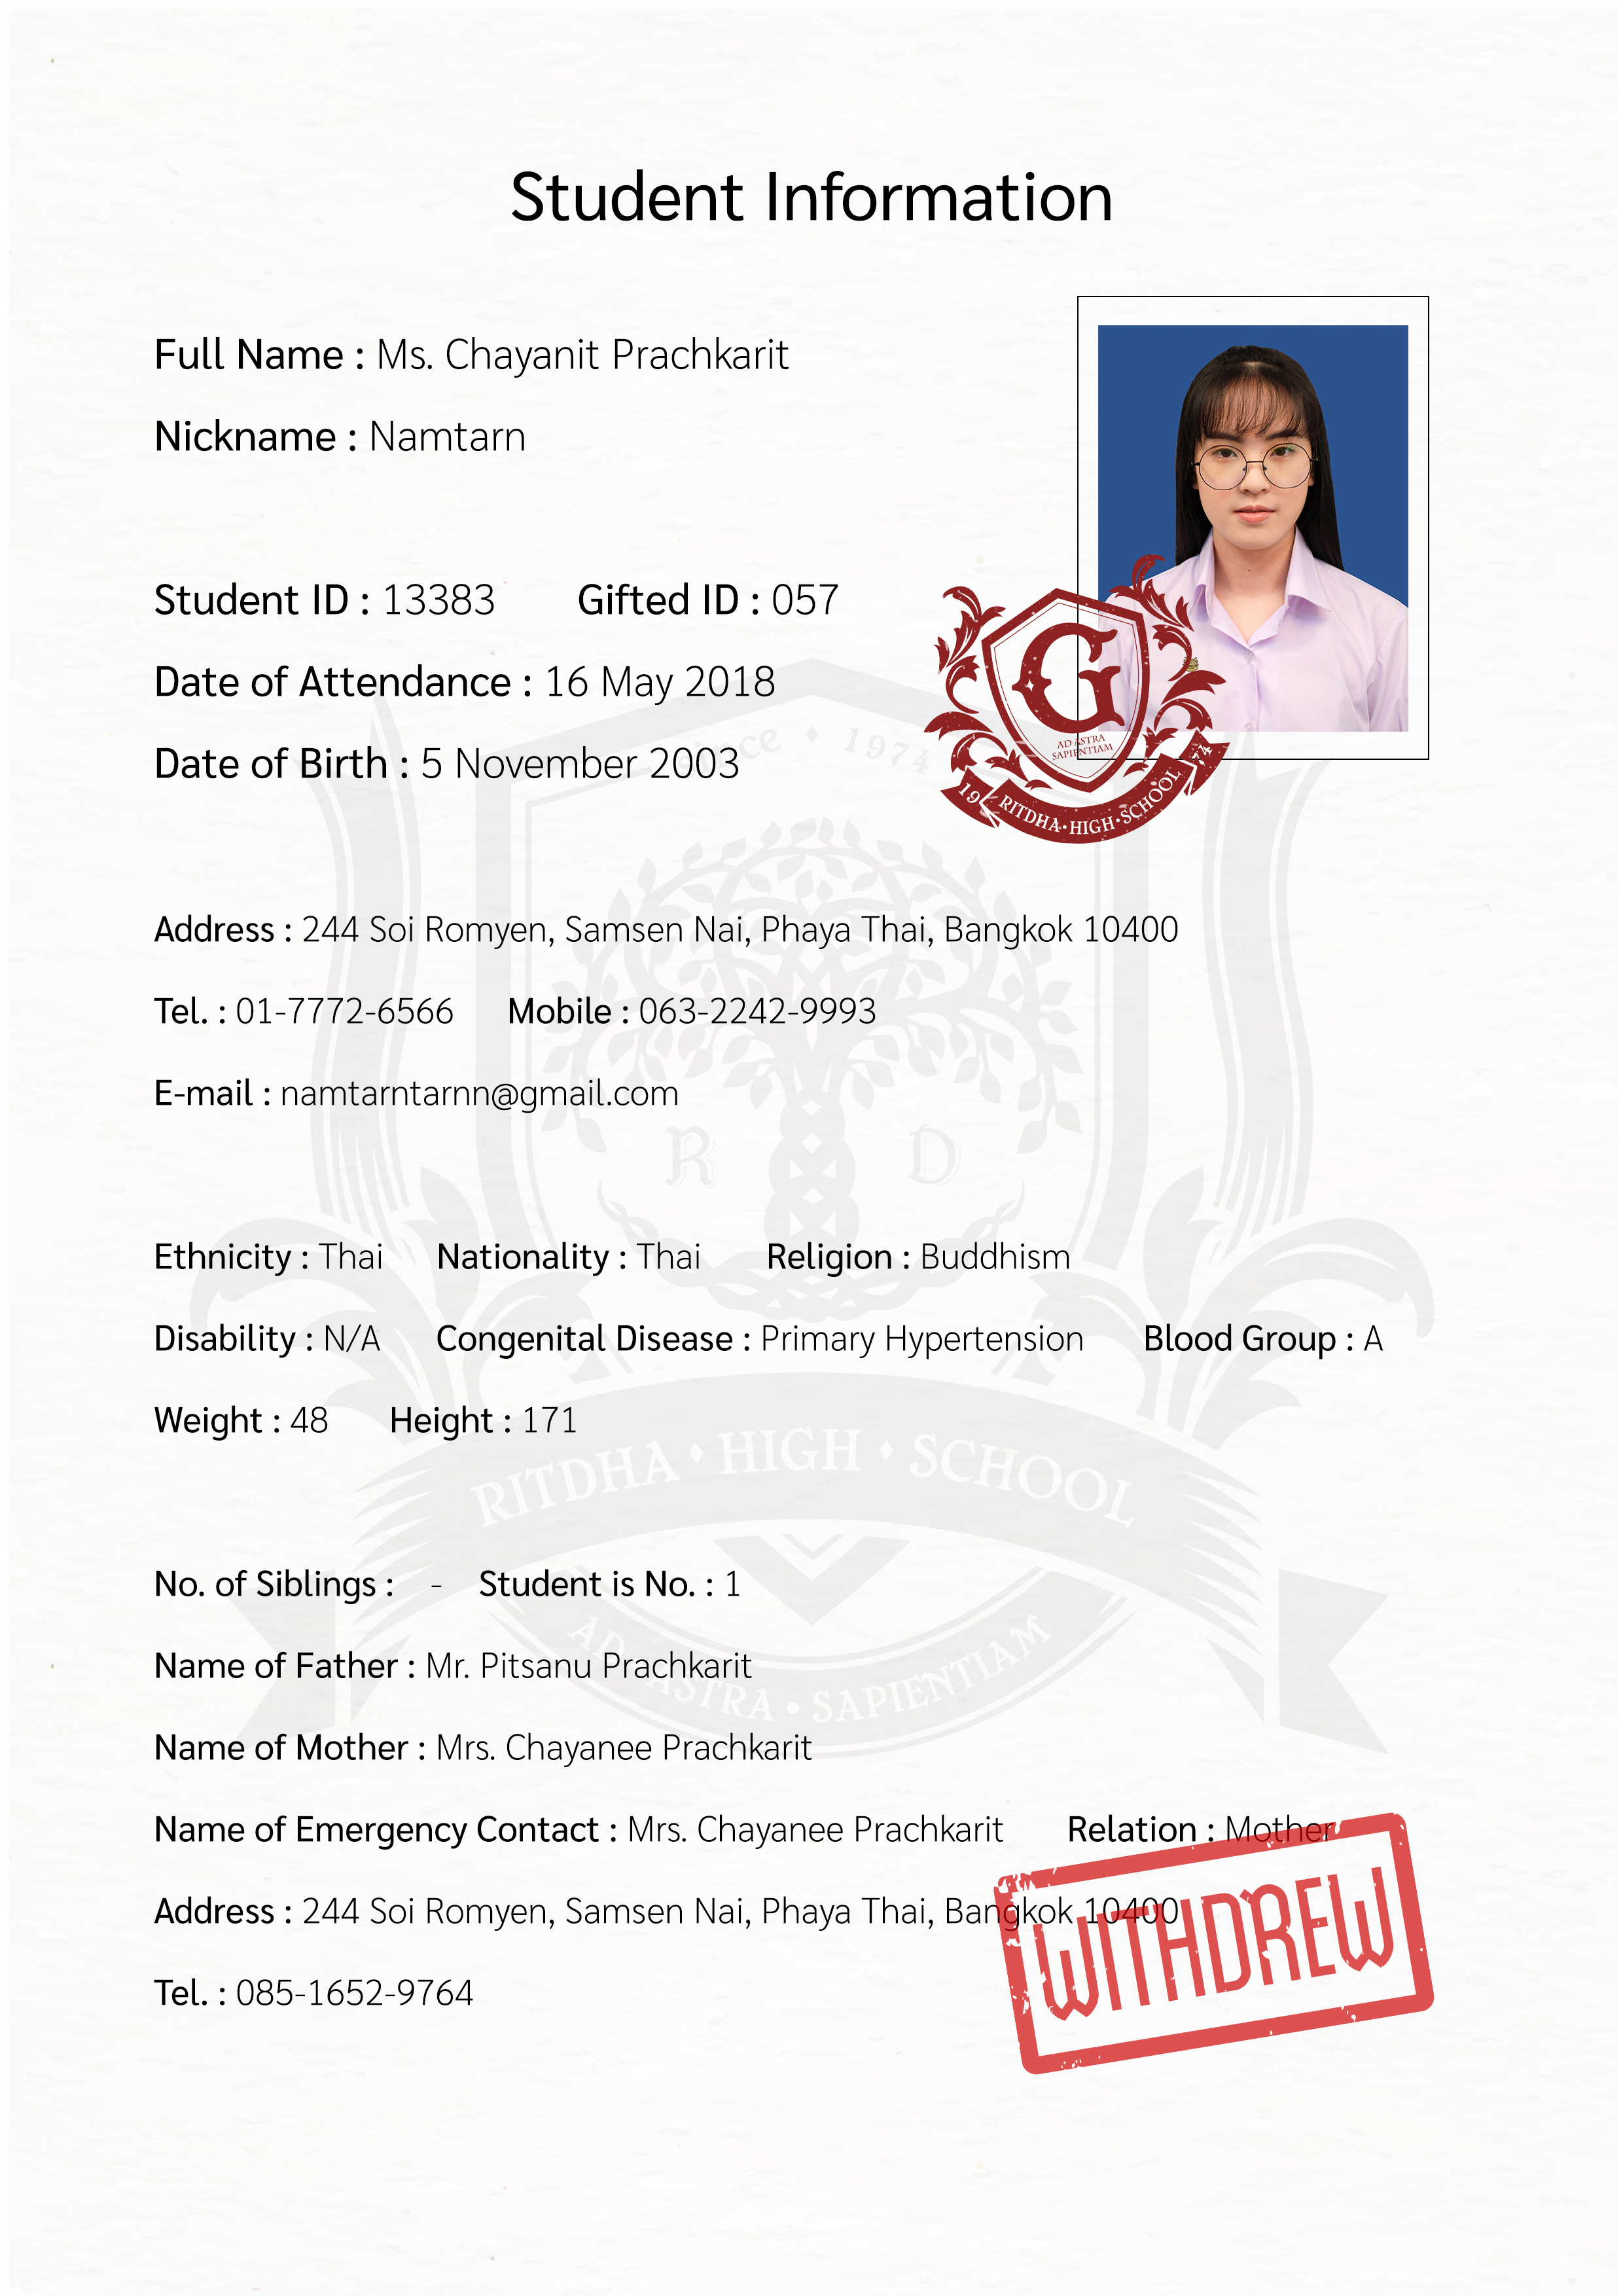 Student Information
Full Name : Ms. Chayanit Prachkarit
Nickname : Namtarn
Student ID : 13383 Gifted ID : 057
Date of Attendance : 16 May 2018
Date of Birth : 5 November 2003
G
AD ASTRA
SAPIENTIAM
19 RITDHA • HIGH • SCHOOL 74
Since ♦ 1974
Address : 244 Soi Romyen, Samsen Nai, Phaya Thai, Bangkok 10400
Tel. : 01-7772-6566 Mobile : 063-2242-9993
E-mail : namtarntarnn@gmail.com
R D
Ethnicity : Thai Nationality : Thai Religion : Buddhism
Disability : N/A Congenital Disease : Primary Hypertension Blood Group : A
Weight : 48 Height : 171
RITDHA ♦ HIGH ♦ SCHOOL
No. of Siblings : - Student is No. : 1
Name of Father : Mr. Pitsanu Prachkarit
AD ASTRA • SAPIENTIAM
Name of Mother : Mrs. Chayanee Prachkarit
Name of Emergency Contact : Mrs. Chayanee Prachkarit Relation : Mother
Address : 244 Soi Romyen, Samsen Nai, Phaya Thai, Bangkok 10400
WITHDREW
Tel. : 085-1652-9764